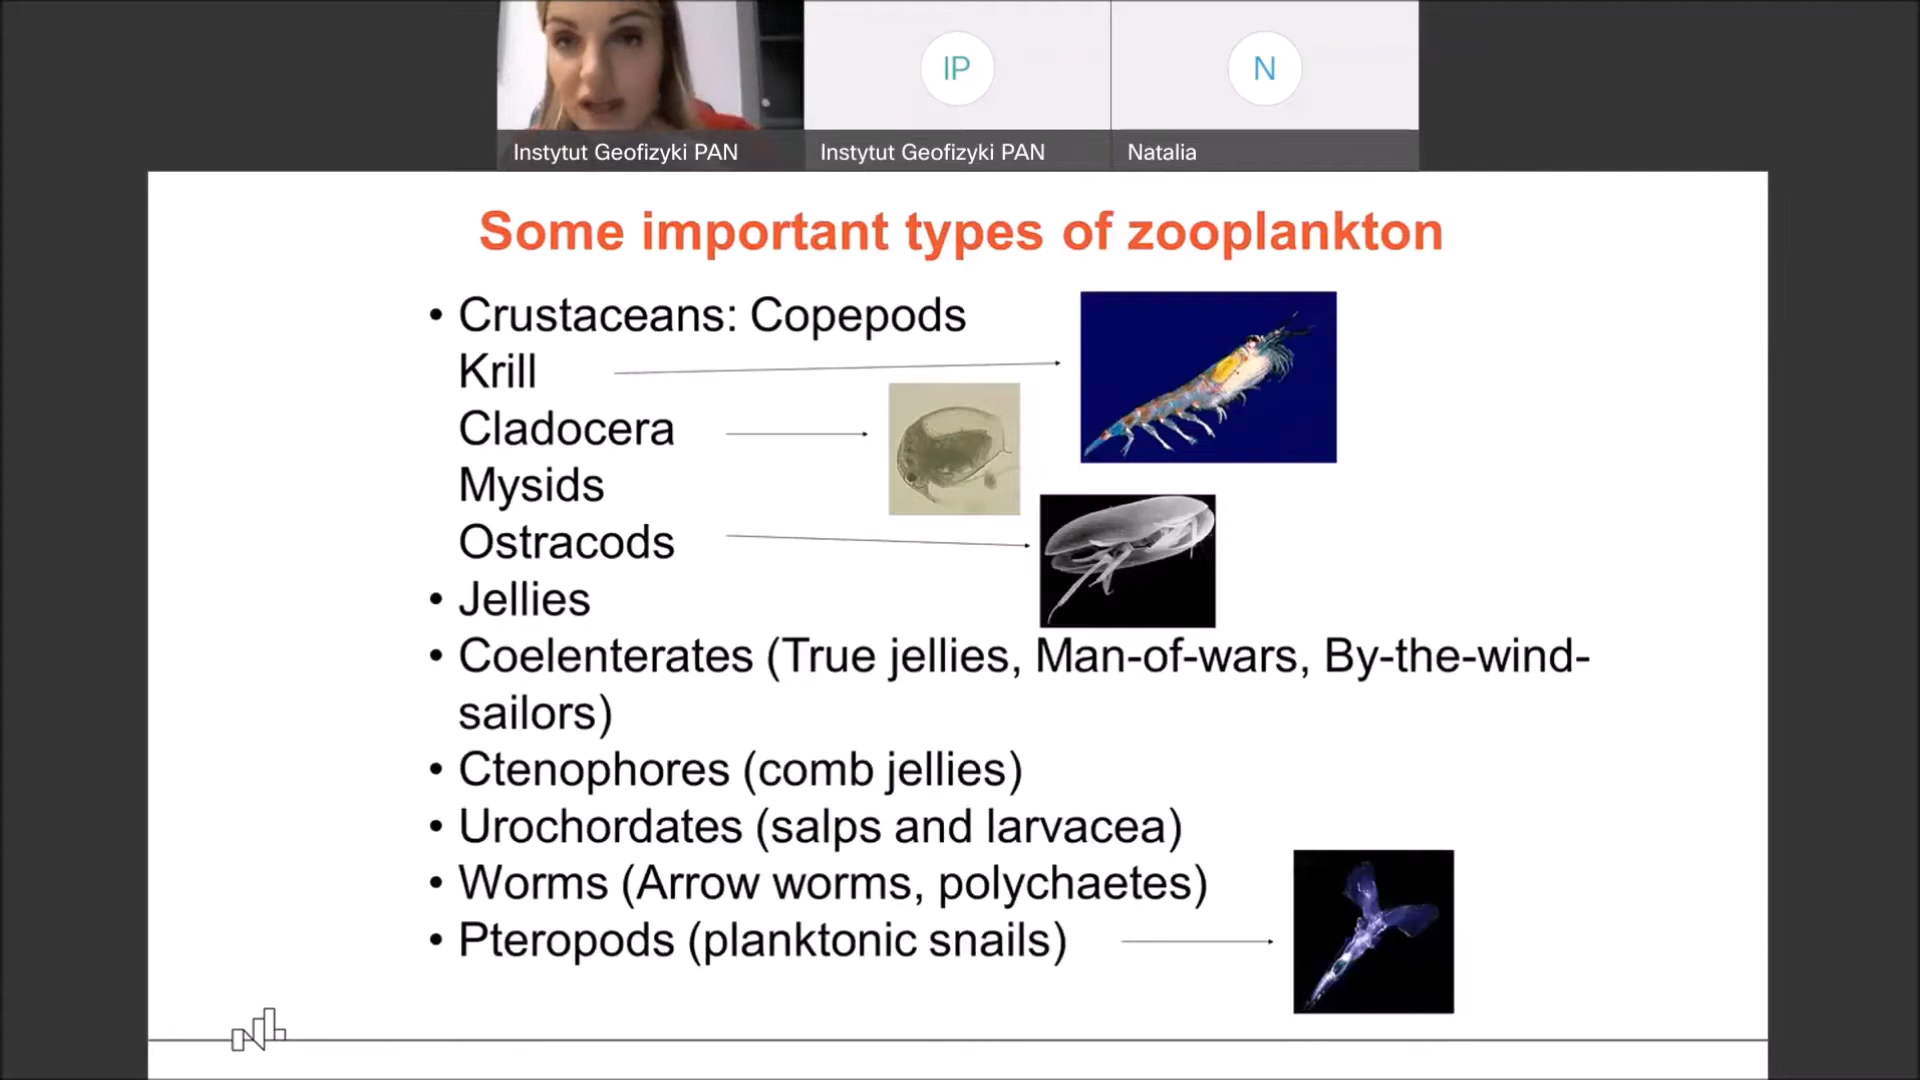 IP
N
Instytut Geofizyki PAN
Instytut Geofizyki PAN
Natalia
Some important types of zooplankton
• Crustaceans: Copepods
Krill
Cladocera
Mysids
Ostracods
• Jellies
• Coelenterates (True jellies, Man-of-wars, By-the-wind-
sailors)
• Ctenophores (comb jellies)
• Urochordates (salps and larvacea)
• Worms (Arrow worms, polychaetes)
• Pteropods (planktonic snails)